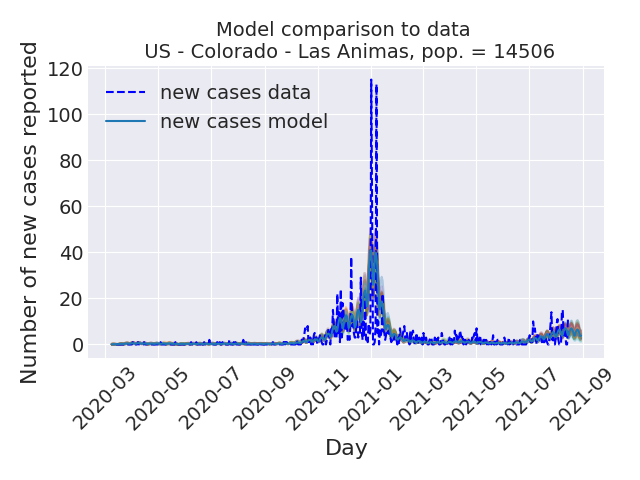 Model comparison to data
US - Colorado - Las Animas, pop. = 14506
Number of new cases reported
120
100
80
60
40
20
0
new cases data
new cases model
2020-03
2020-05
2020-07
2020-09
2020-11
2021-01
2021-03
2021-05
2021-07
2021-09
Day